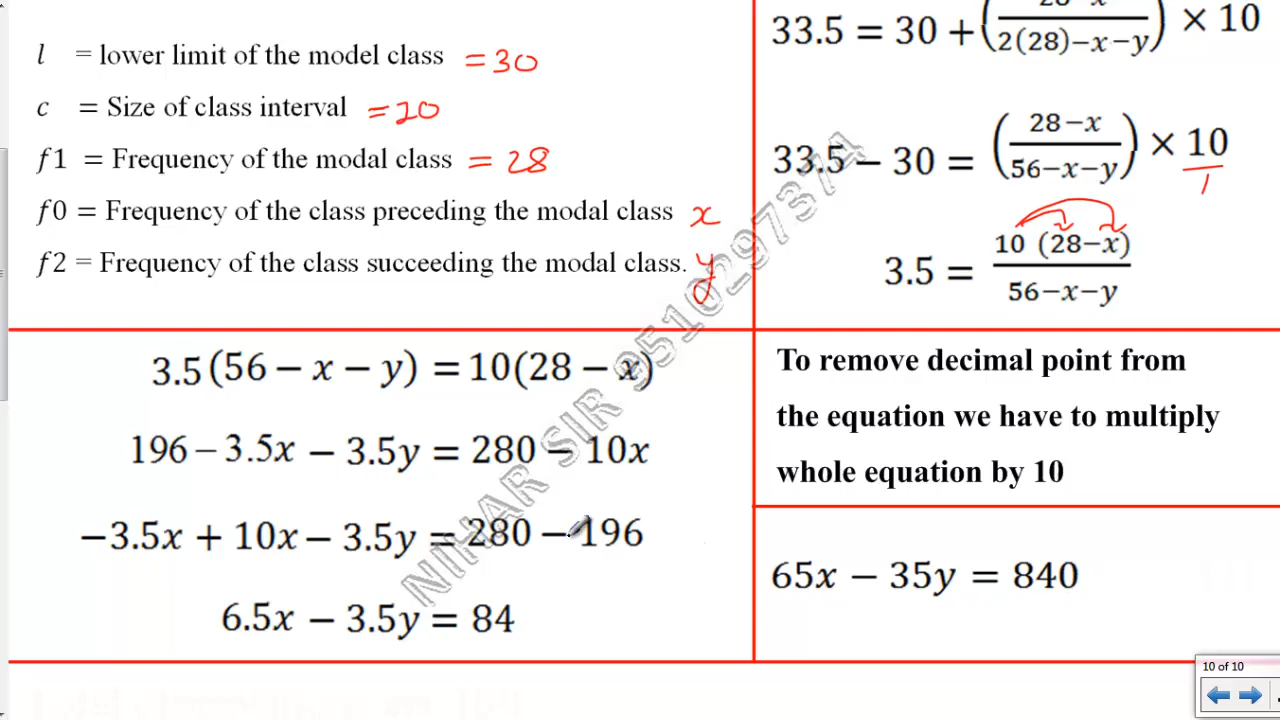 l = lower limit of the model class = 30
c = Size of class interval = 10
f1 = Frequency of the modal class = 28
f0 = Frequency of the class preceding the modal class x
f2 = Frequency of the class succeeding the modal class. y
33.5 = 30 + (28−x / 2(28)−x−y) × 10
33.5 − 30 = (28−x / 56−x−y) × 10 / 1
3.5 = 10 (28−x) / 56−x−y
3.5(56 − x − y) = 10(28 − x)
196 − 3.5x − 3.5y = 280 − 10x
−3.5x + 10x − 3.5y = 280 − 196
6.5x − 3.5y = 84
To remove decimal point from
the equation we have to multiply
whole equation by 10
65x − 35y = 840
NIHAR SIR 9510297374
10 of 10